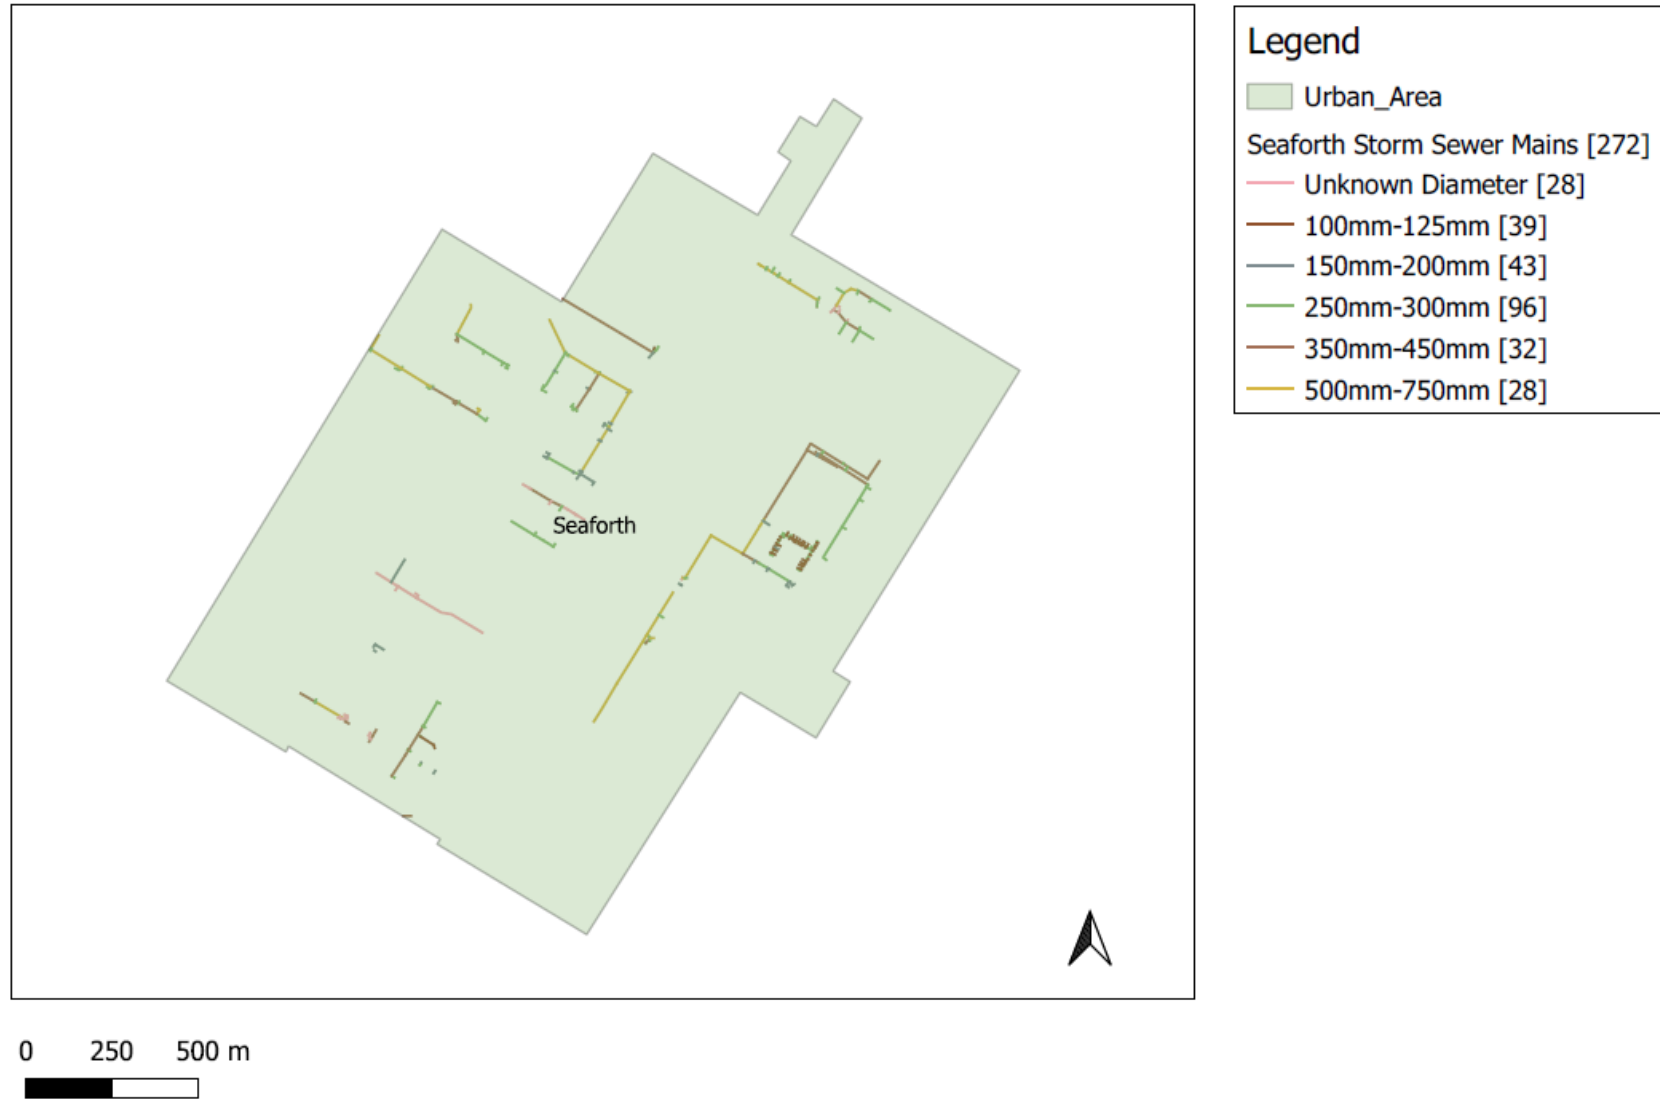 Legend
Urban_Area
Seaforth Storm Sewer Mains [272]
Unknown Diameter [28]
100mm-125mm [39]
150mm-200mm [43]
250mm-300mm [96]
350mm-450mm [32]
500mm-750mm [28]
Seaforth
0 250 500 m